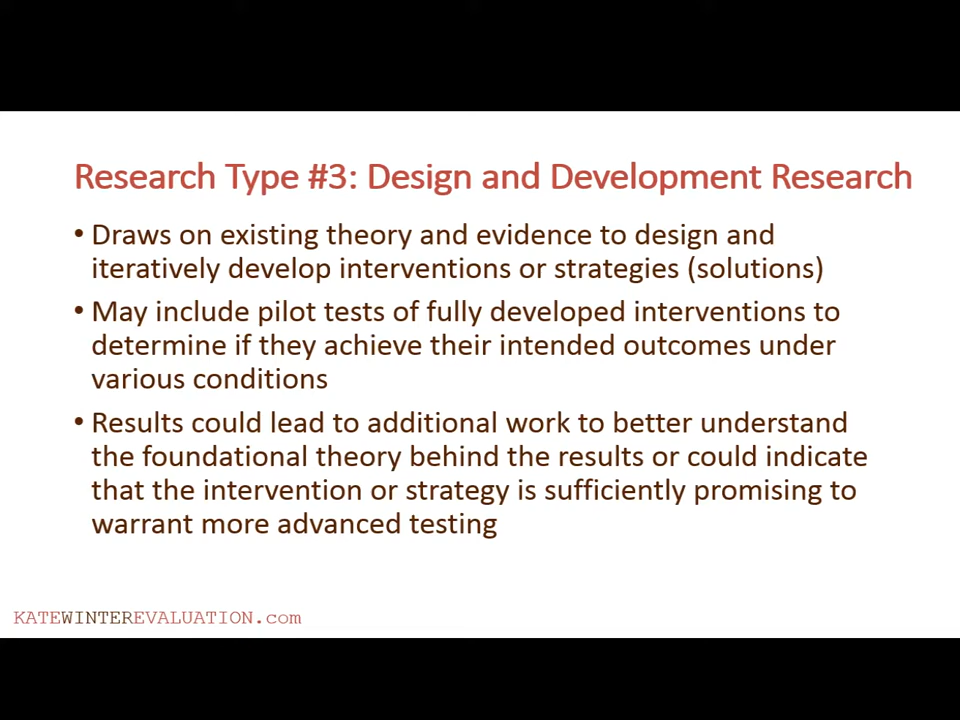 Research Type #3: Design and Development Research
• Draws on existing theory and evidence to design and
iteratively develop interventions or strategies (solutions)
• May include pilot tests of fully developed interventions to
determine if they achieve their intended outcomes under
various conditions
• Results could lead to additional work to better understand
the foundational theory behind the results or could indicate
that the intervention or strategy is sufficiently promising to
warrant more advanced testing
KATEWINTEREVALUATION.com